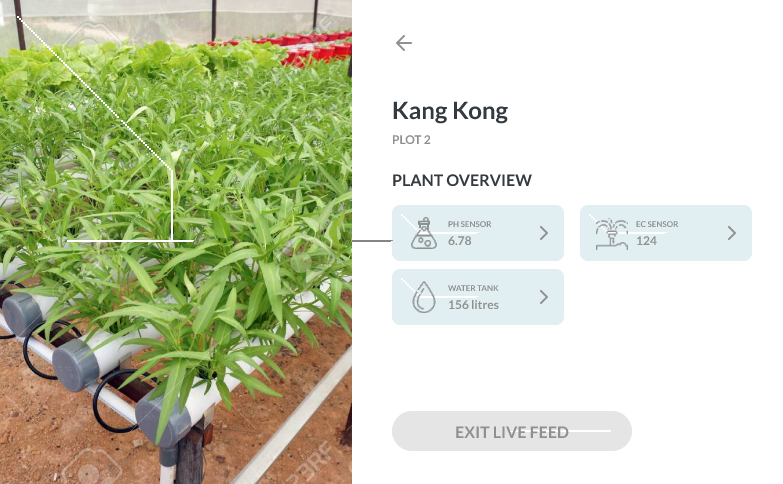 Kang Kong
PLOT 2
PLANT OVERVIEW
PH SENSOR
6.78
EC SENSOR
124
WATER TANK
156 litres
EXIT LIVE FEED